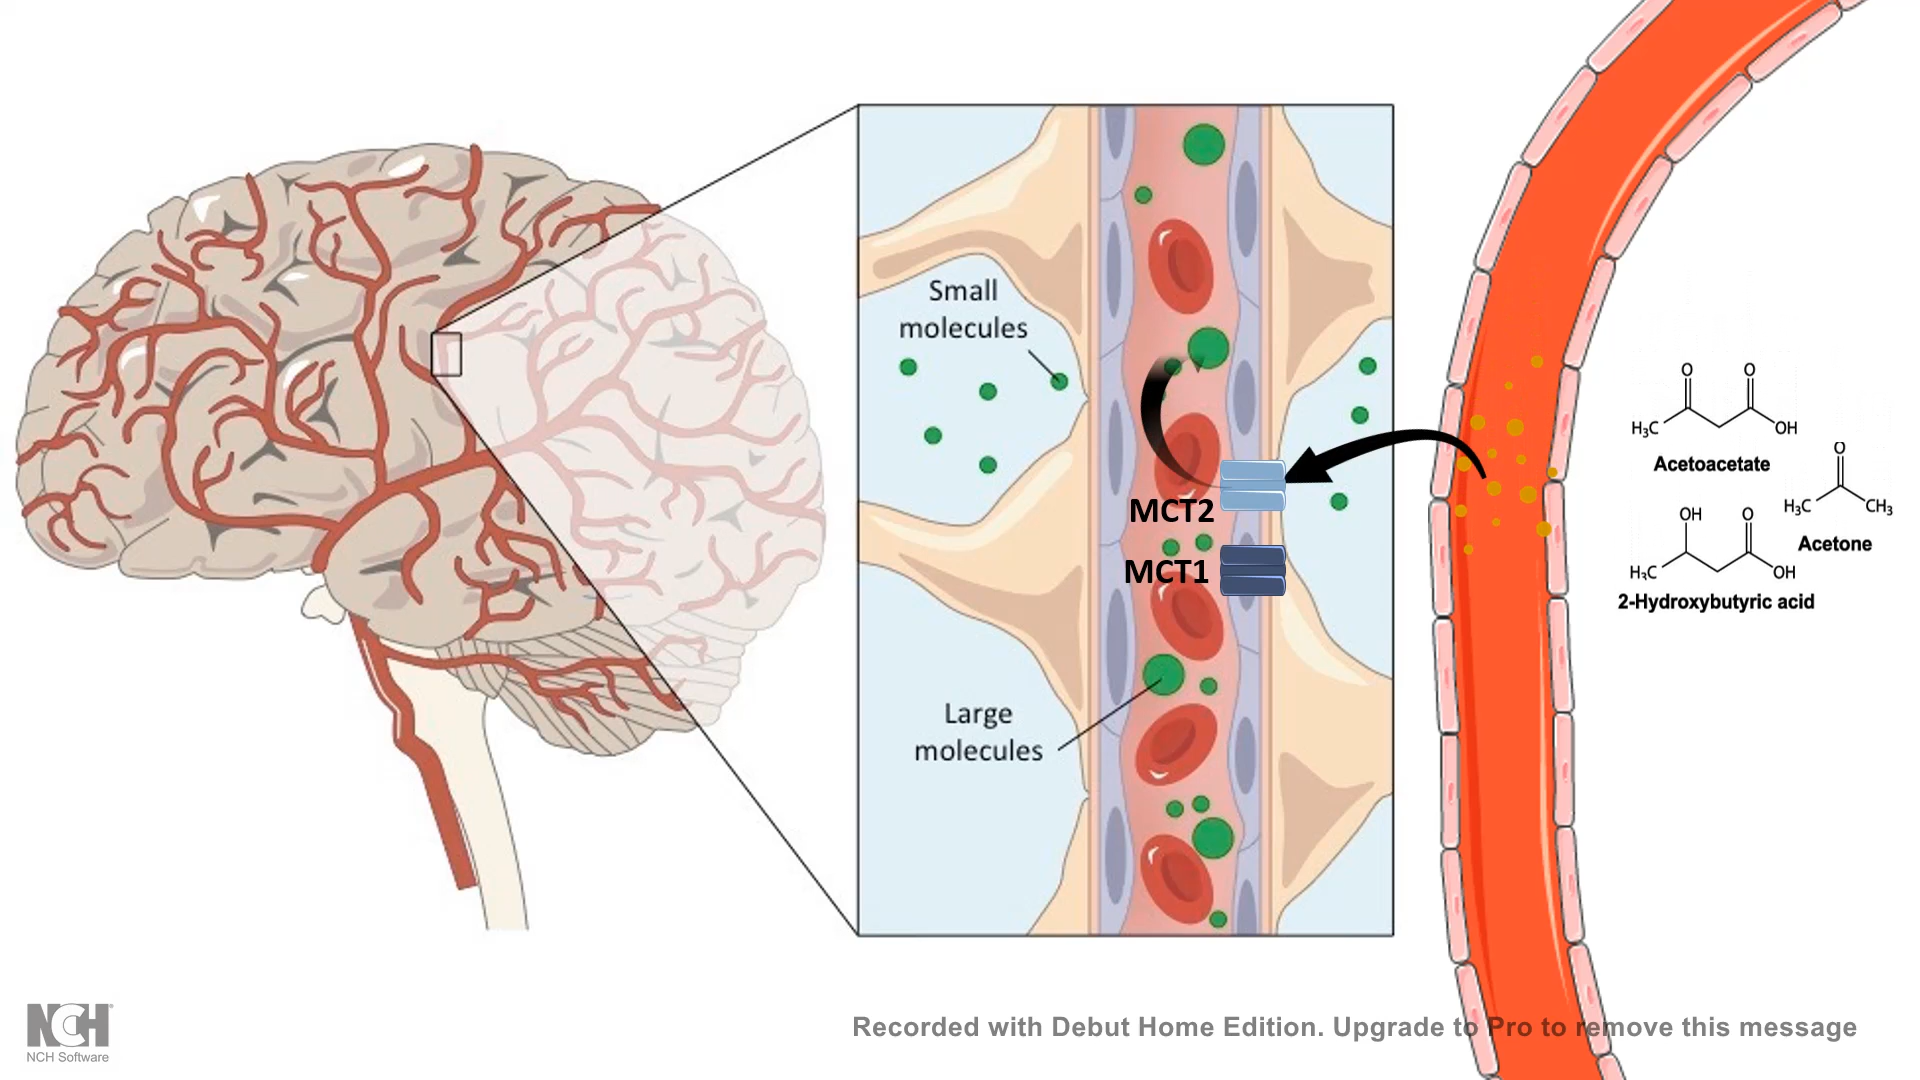 Small
molecules
MCT2
MCT1
Large
molecules
O
O
H₃C
OH
Acetoacetate
O
H₃C
CH₃
Acetone
OH
O
H₃C
OH
2-Hydroxybutyric acid
NCH
NCH Software
Recorded with Debut Home Edition. Upgrade to Pro to remove this message